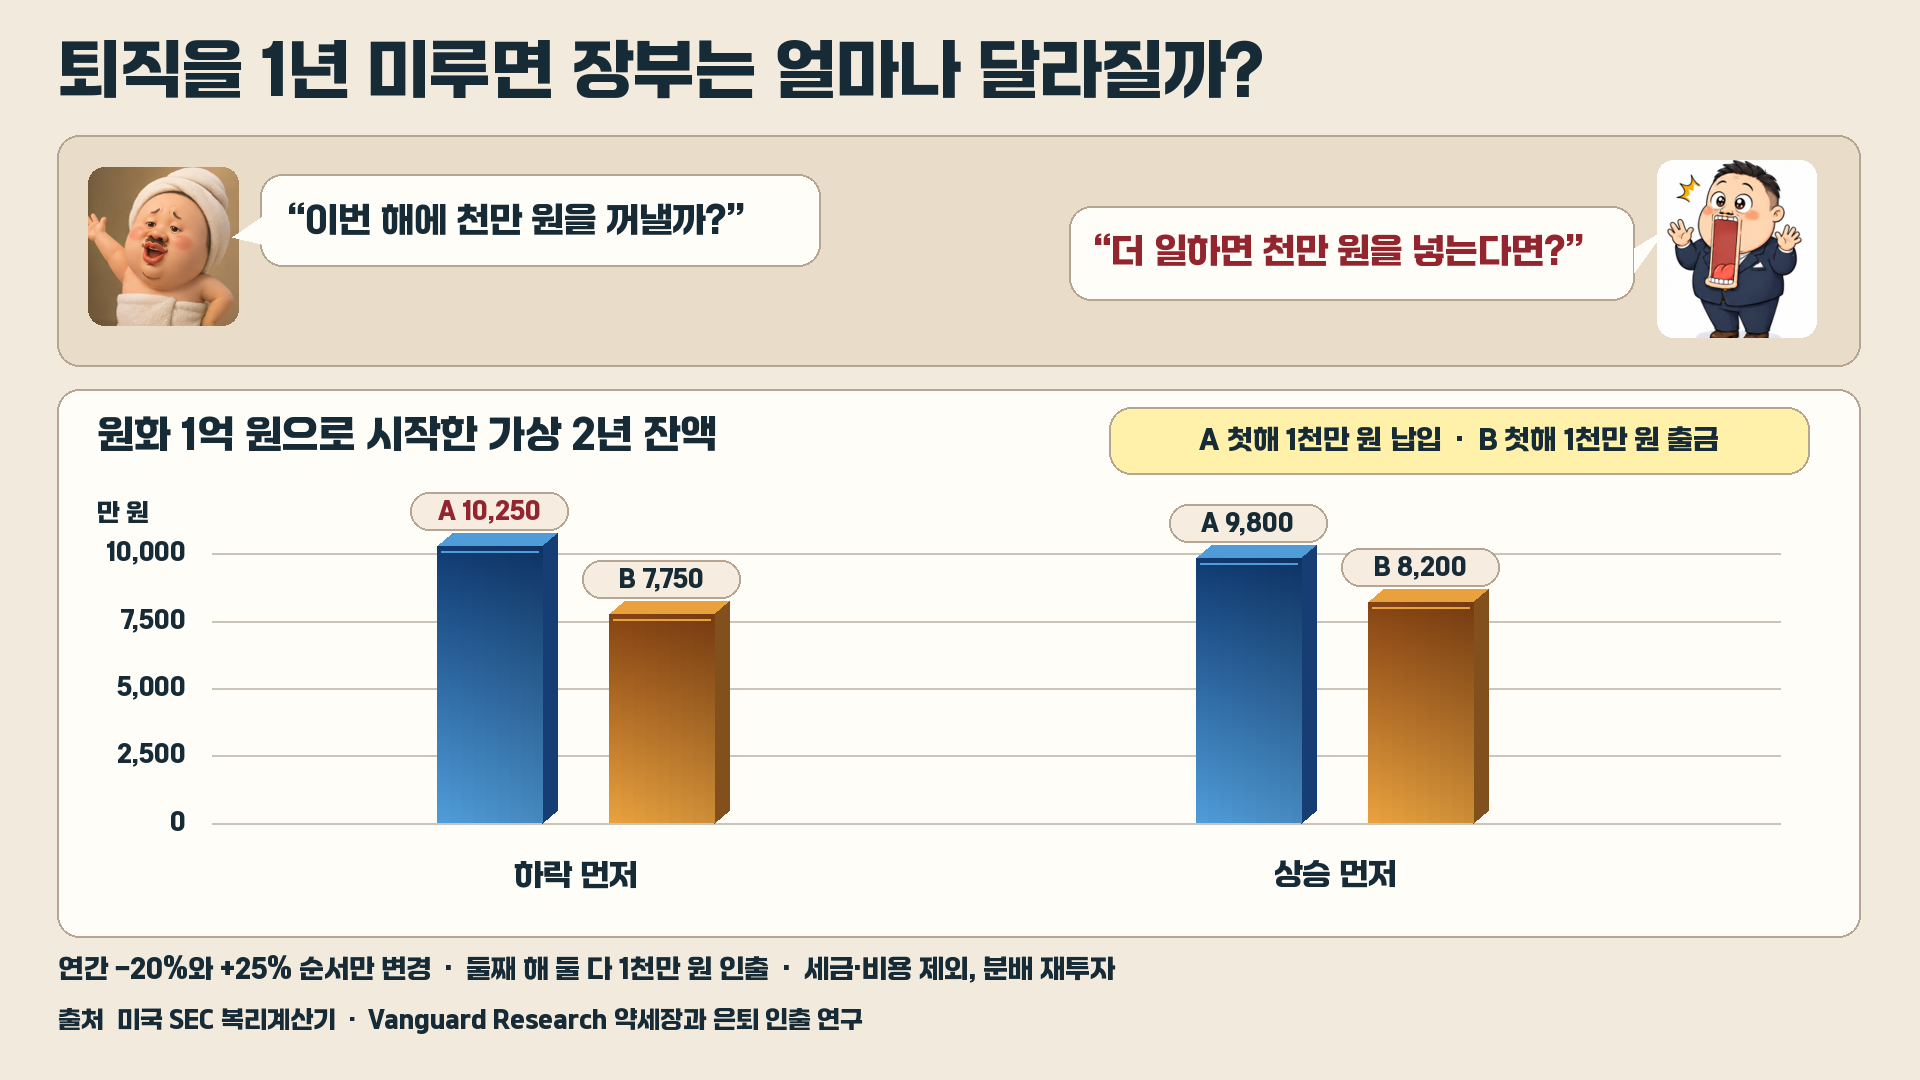 퇴직을 1년 미루면 장부는 얼마나 달라질까?
“이번 해에 천만 원을 꺼낼까?”
“더 일하면 천만 원을 넣는다면?”
원화 1억 원으로 시작한 가상 2년 잔액
A 첫해 1천만 원 납입 · B 첫해 1천만 원 출금
만 원
10,000
7,500
5,000
2,500
0
A 10,250
B 7,750
A 9,800
B 8,200
하락 먼저
상승 먼저
연간 −20%와 +25% 순서만 변경 · 둘째 해 둘 다 1천만 원 인출 · 세금·비용 제외, 분배 재투자
출처 미국 SEC 복리계산기 · Vanguard Research 약세장과 은퇴 인출 연구